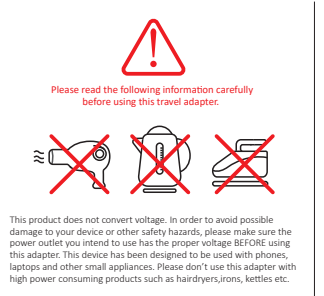 Please read the following information carefully
before using this travel adapter.
This product does not convert voltage. In order to avoid possible
damage to your device or other safety hazards, please make sure the
power outlet you intend to use has the proper voltage BEFORE using
this adapter. This device has been designed to be used with phones,
laptops and other small appliances. Please don't use this adapter with
high power consuming products such as hairdryers,irons, kettles etc.